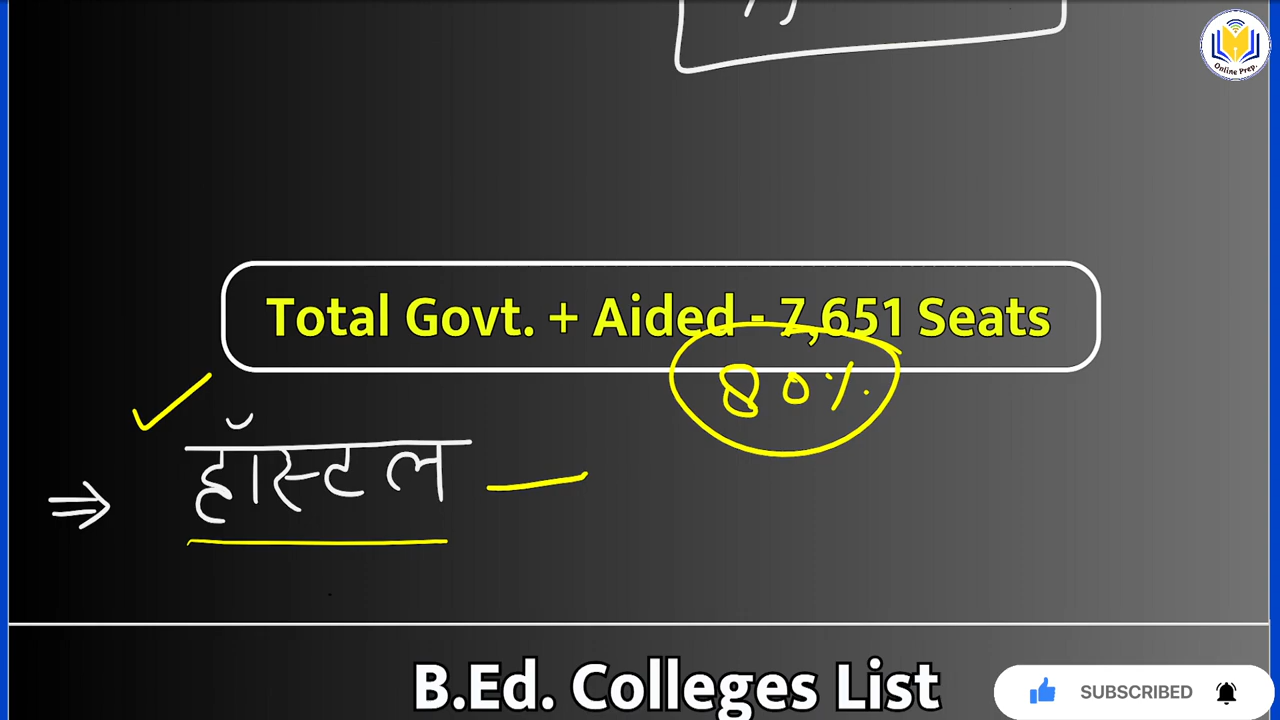 Online Prep.
Total Govt. + Aided - 7,651 Seats
80%.
हॉस्टल
B.Ed. Colleges List
SUBSCRIBED